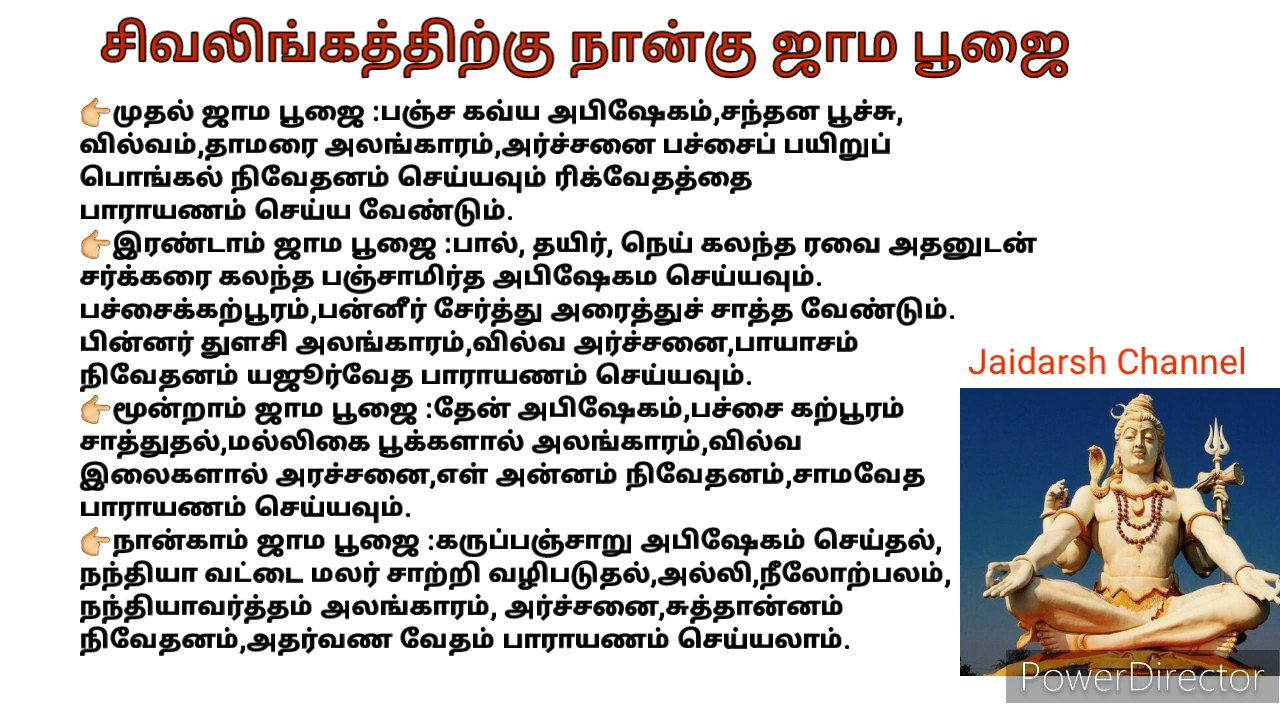 சிவலிங்கத்திற்கு நான்கு ஜாம பூஜை
👉முதல் ஜாம பூஜை :பஞ்ச கவ்ய அபிஷேகம்,சந்தன பூச்சு,
வில்வம்,தாமரை அலங்காரம்,அர்ச்சனை பச்சைப் பயிறுப்
பொங்கல் நிவேதனம் செய்யவும் ரிக்வேதத்தை
பாராயணம் செய்ய வேண்டும்.
👉இரண்டாம் ஜாம பூஜை :பால், தயிர், நெய் கலந்த ரவை அதனுடன்
சர்க்கரை கலந்த பஞ்சாமிர்த அபிஷேகம செய்யவும்.
பச்சைக்கற்பூரம்,பன்னீர் சேர்த்து அரைத்துச் சாத்த வேண்டும்.
பின்னர் துளசி அலங்காரம்,வில்வ அர்ச்சனை,பாயாசம்
நிவேதனம் யஜூர்வேத பாராயணம் செய்யவும்.
👉மூன்றாம் ஜாம பூஜை :தேன் அபிஷேகம்,பச்சை கற்பூரம்
சாத்துதல்,மல்லிகை பூக்களால் அலங்காரம்,வில்வ
இலைகளால் அரச்சனை,எள் அன்னம் நிவேதனம்,சாமவேத
பாராயணம் செய்யவும்.
👉நான்காம் ஜாம பூஜை :கருப்பஞ்சாறு அபிஷேகம் செய்தல்,
நந்தியா வட்டை மலர் சாற்றி வழிபடுதல்,அல்லி,நீலோற்பலம்,
நந்தியாவர்த்தம் அலங்காரம், அர்ச்சனை,சுத்தான்னம்
நிவேதனம்,அதர்வண வேதம் பாராயணம் செய்யலாம்.
Jaidarsh Channel
PowerDirector